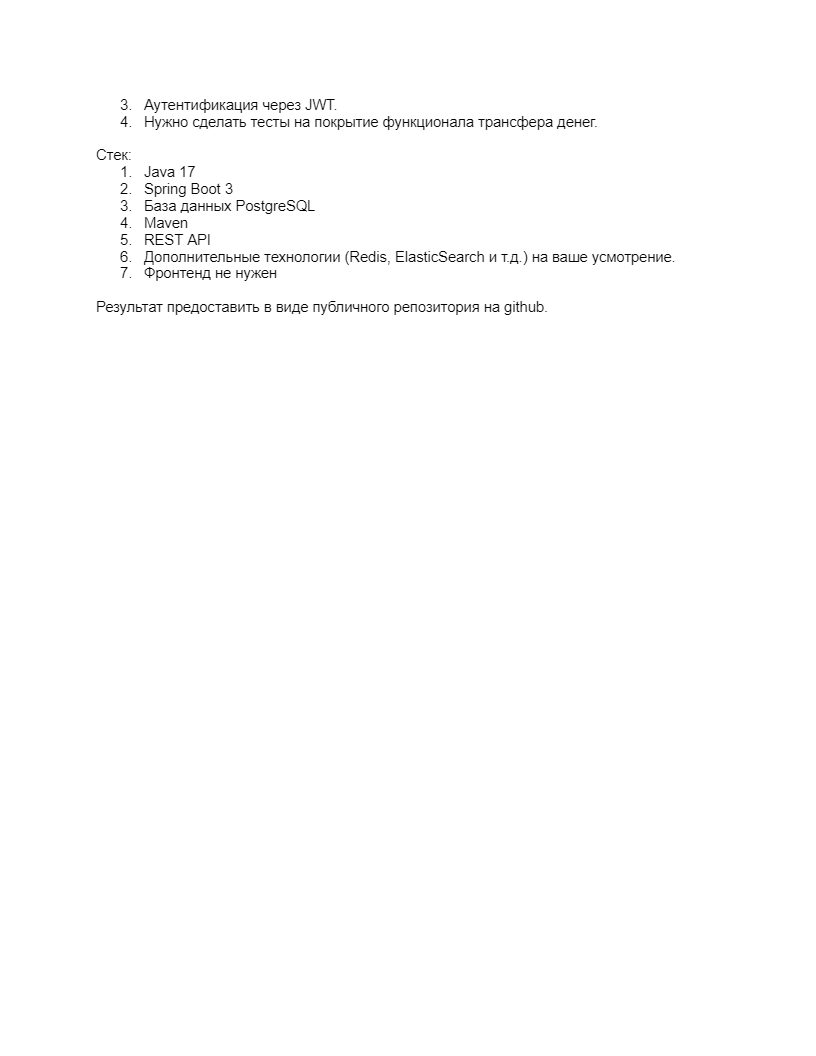 3. Аутентификация через JWT.
4. Нужно сделать тесты на покрытие функционала трансфера денег.
Стек:
1. Java 17
2. Spring Boot 3
3. База данных PostgreSQL
4. Maven
5. REST API
6. Дополнительные технологии (Redis, ElasticSearch и т.д.) на ваше усмотрение.
7. Фронтенд не нужен
Результат предоставить в виде публичного репозитория на github.